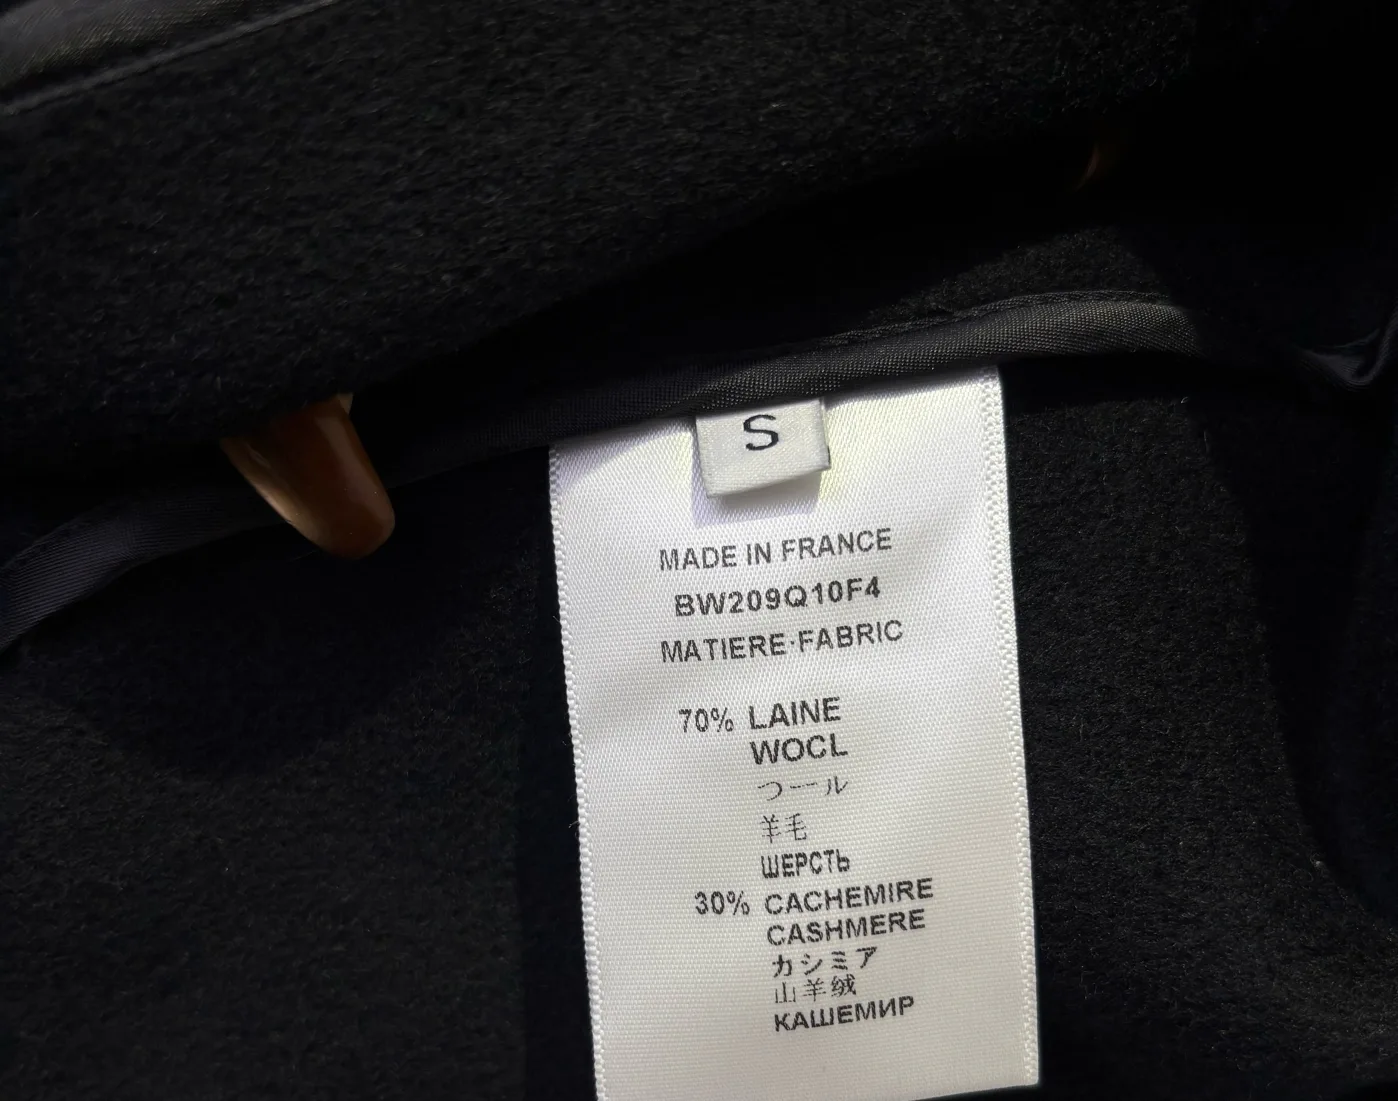 S
MADE IN FRANCE
BW209Q10F4
MATIERE·FABRIC
70% LAINE
WOCL
つール
羊毛
ШЕРСТЬ
30% CACHEMIRE
CASHMERE
カシミア
山羊绒
КАШЕМИР